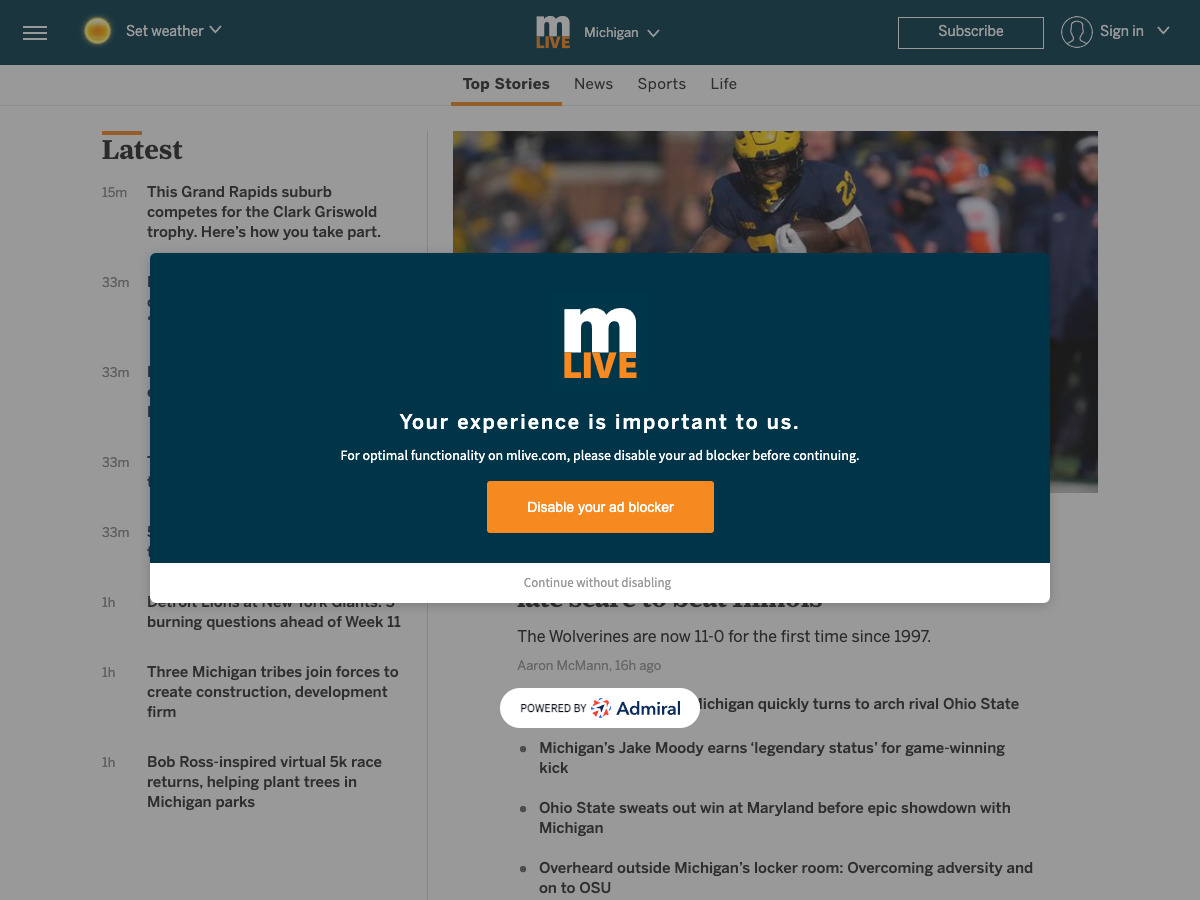 Set weather
m
LIVE
Michigan
Subscribe
Sign in
Top Stories
News
Sports
Life
Latest
15m
This Grand Rapids suburb
competes for the Clark Griswold
trophy. Here’s how you take part.
33m
33m
33m
33m
m
LIVE
Your experience is important to us.
For optimal functionality on mlive.com, please disable your ad blocker before continuing.
Disable your ad blocker
Continue without disabling
1h
Detroit Lions at New York Giants: 5
burning questions ahead of Week 11
1h
Three Michigan tribes join forces to
create construction, development
firm
1h
Bob Ross-inspired virtual 5k race
returns, helping plant trees in
Michigan parks
late scare to beat Illinois
The Wolverines are now 11-0 for the first time since 1997.
Aaron McMann, 16h ago
POWERED BY Admiral
Michigan quickly turns to arch rival Ohio State
Michigan’s Jake Moody earns ‘legendary status’ for game-winning
kick
Ohio State sweats out win at Maryland before epic showdown with
Michigan
Overheard outside Michigan’s locker room: Overcoming adversity and
on to OSU